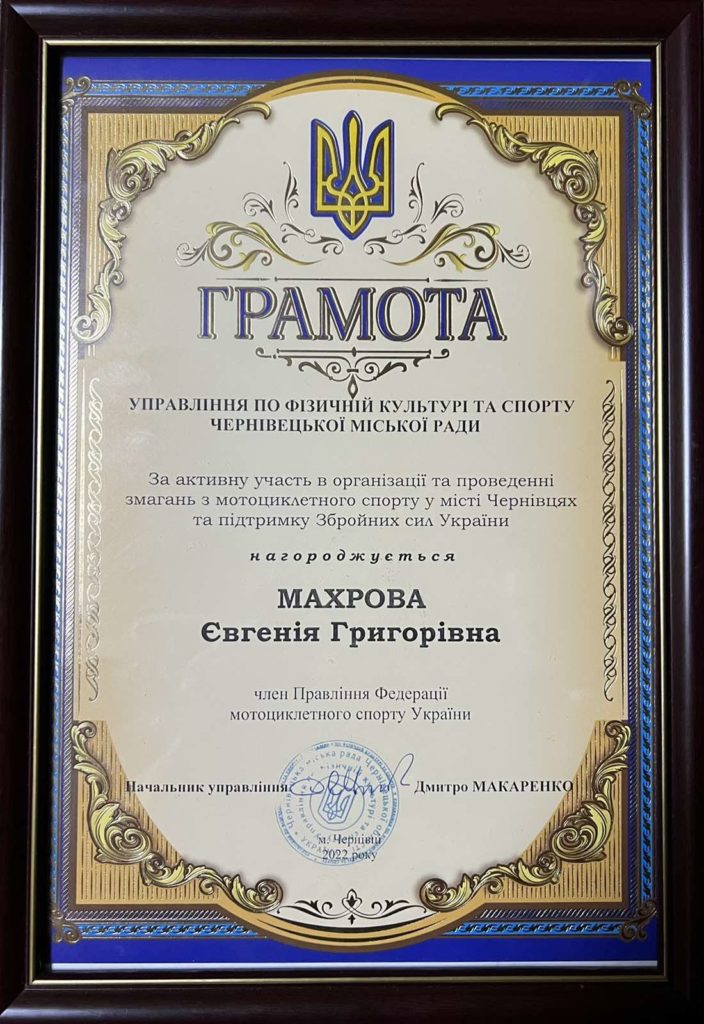 ГРАМОТА
УПРАВЛІННЯ ПО ФІЗИЧНІЙ КУЛЬТУРІ ТА СПОРТУ
ЧЕРНІВЕЦЬКОЇ МІСЬКОЇ РАДИ
За активну участь в організації та проведенні
змагань з мотоциклетного спорту у місті Чернівцях
та підтримку Збройних сил України
нагороджується
МАХРОВА
Євгенія Григорівна
член Правління Федерації
мотоциклетного спорту України
Начальник управління Дмитро МАКАРЕНКО
м. Чернівці
2022 року